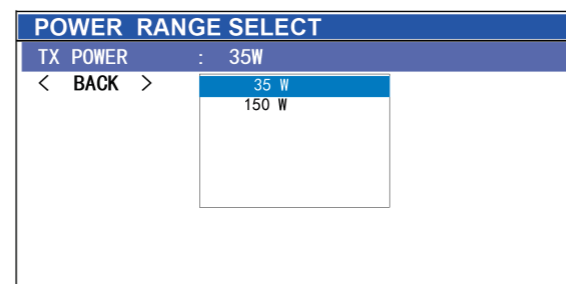 POWER RANGE SELECT
TX POWER : 35W
< BACK >
35 W
150 W